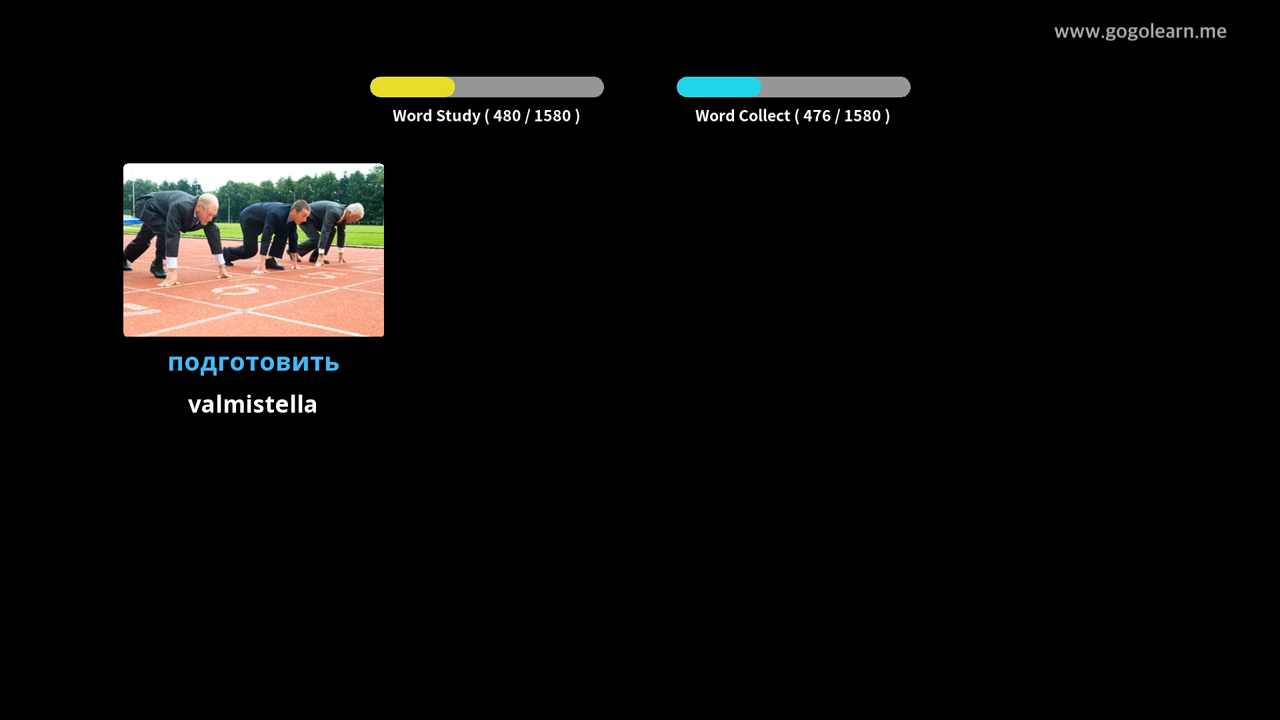 www.gogolearn.me
Word Study ( 480 / 1580 )
Word Collect ( 476 / 1580 )
подготовить
valmistella